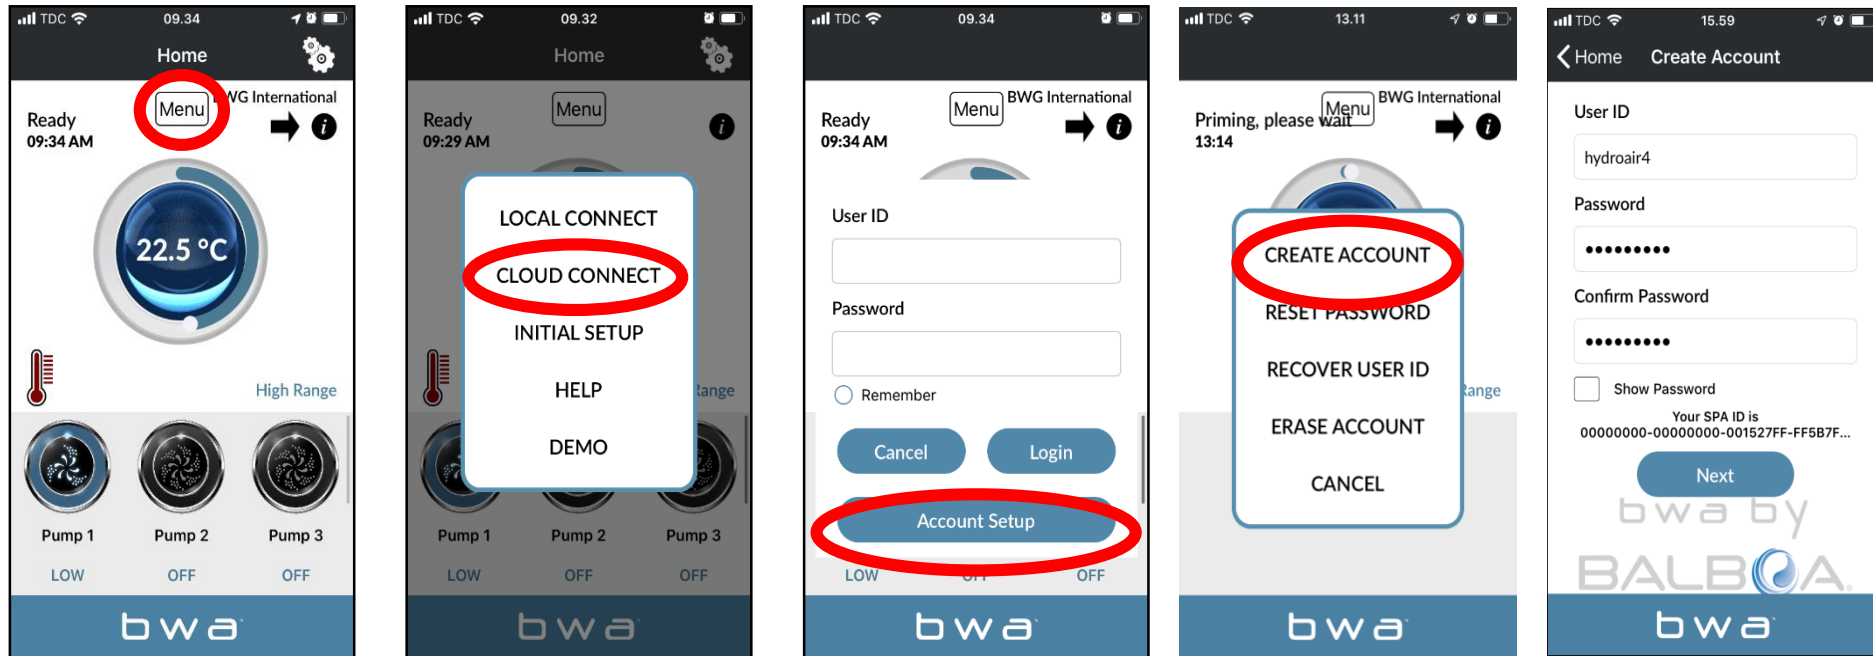 TDC 09.34
Home
Menu
WG International
Ready
09:34 AM
i
22.5 °C
High Range
Pump 1 Pump 2 Pump 3
LOW OFF OFF
bwa
TDC 09.32
Home
Menu
Ready
09:29 AM
i
LOCAL CONNECT
CLOUD CONNECT
INITIAL SETUP
HELP
DEMO
Range
Pump 1 Pump 2 Pump 3
LOW OFF OFF
bwa
TDC 09.34
Menu
BWG International
Ready
09:34 AM
i
User ID
Password
Remember
Cancel Login
Account Setup
LOW OFF OFF
bwa
TDC 13.11
Menu
BWG International
Priming, please wait
13:14
i
CREATE ACCOUNT
RESET PASSWORD
RECOVER USER ID
ERASE ACCOUNT
CANCEL
Range
bwa
TDC 15.59
Home Create Account
User ID
hydroair4
Password
•••••••••
Confirm Password
•••••••••
Show Password
Your SPA ID is
00000000-00000000-001527FF-FF5B7F...
Next
bwa by
BALBOA.
bwa